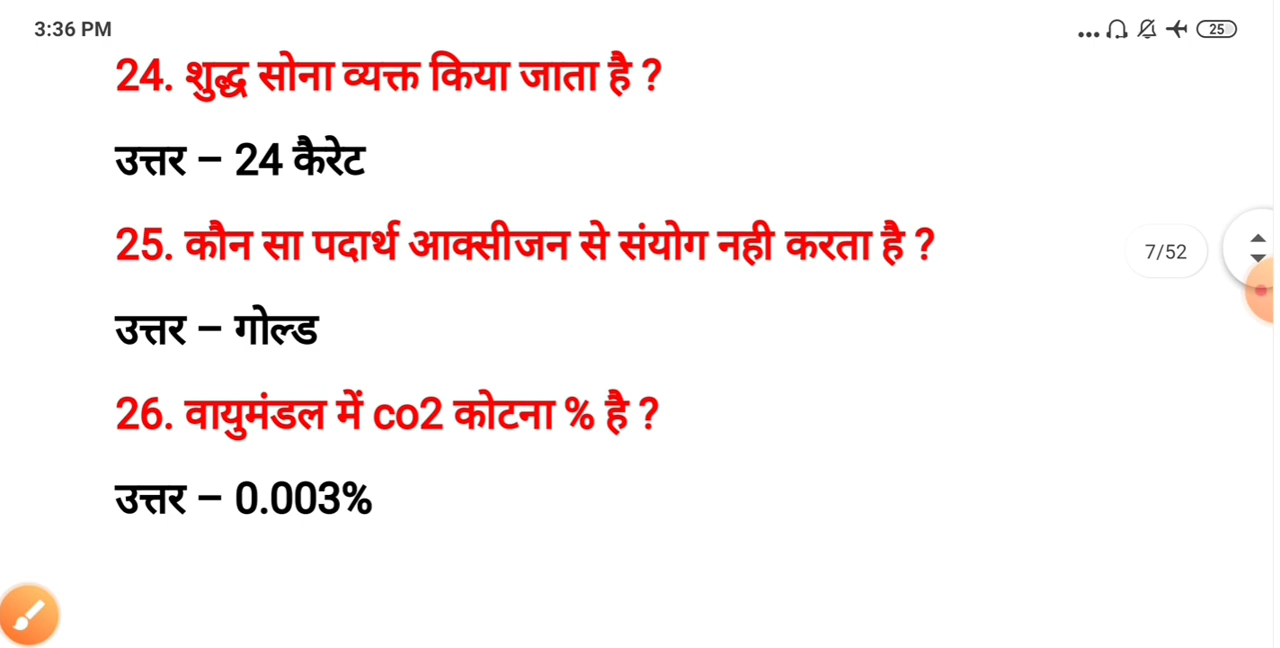 3:36 PM
... 25
24. शुद्ध सोना व्यक्त किया जाता है ?
उत्तर – 24 कैरेट
25. कौन सा पदार्थ आक्सीजन से संयोग नही करता है ?
7/52
उत्तर – गोल्ड
26. वायुमंडल में co2 कोटना % है ?
उत्तर – 0.003%